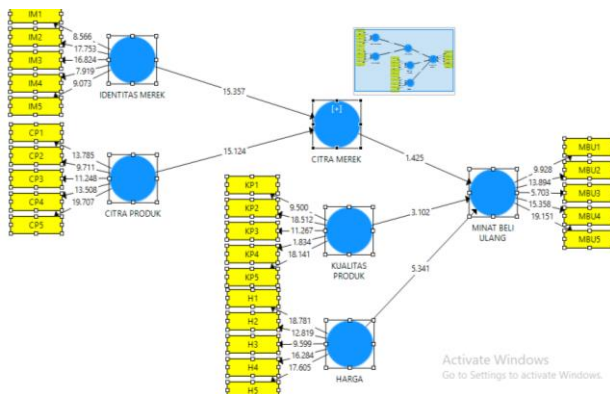 IM1
IM2
IM3
IM4
IM5
8.566
17.753
16.824
7.919
9.073
IDENTITAS MEREK
CP1
CP2
CP3
CP4
CP5
13.785
9.711
11.248
13.508
19.707
CITRA PRODUK
15.357
15.124
[+]
CITRA MEREK
1.425
KP1
KP2
KP3
KP4
KP5
9.500
18.512
11.267
1.834
18.141
KUALITAS
PRODUK
3.102
H1
H2
H3
H4
H5
18.781
12.819
9.599
16.284
17.605
HARGA
5.341
MINAT BELI
ULANG
9.928
13.894
5.703
15.358
19.151
MBU1
MBU2
MBU3
MBU4
MBU5
Activate Windows
Go to Settings to activate Windows.